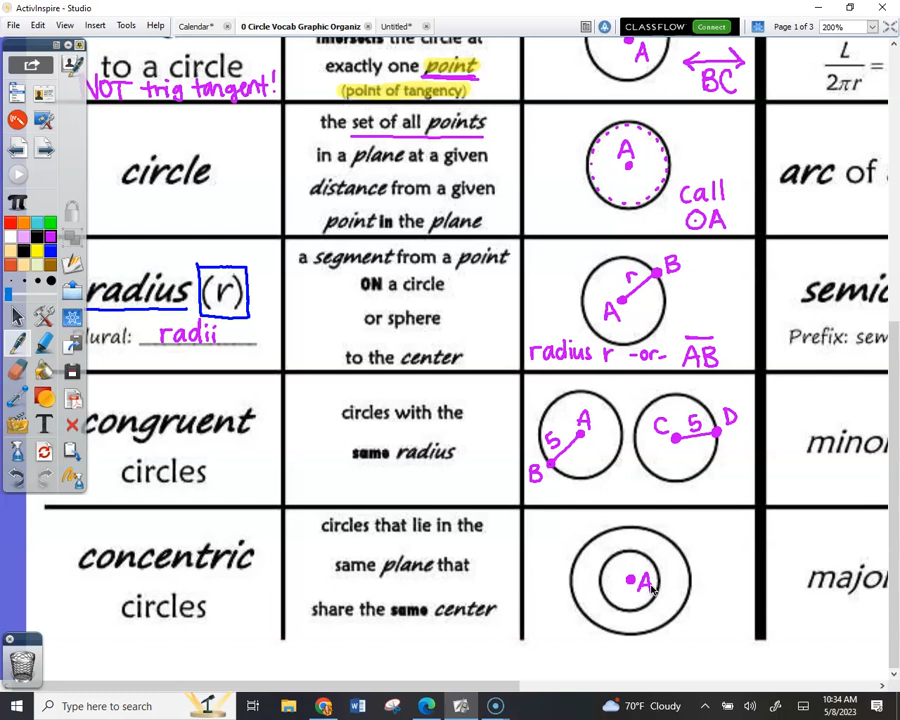 ActivInspire - Studio
File Edit View Insert Tools Help
Calendar* 0 Circle Vocab Graphic Organiz Untitled* CLASSFLOW Connect Page 1 of 3 200%
to a circle
NOT trig tangent!
intersects the circle at
exactly one point
(point of tangency)
A
BC
L
2πr =
circle
the set of all points
in a plane at a given
distance from a given
point in the plane
A
call
⊙A
arc of
radius (r)
plural: radii
a segment from a point
ON a circle
or sphere
to the center
r
B
A
radius r -or- AB
semic
Prefix: sem
congruent
circles
circles with the
same radius
A
5
B
C 5 D
minor
concentric
circles
circles that lie in the
same plane that
share the same center
A
major
Type here to search
70°F Cloudy
10:34 AM
5/8/2023